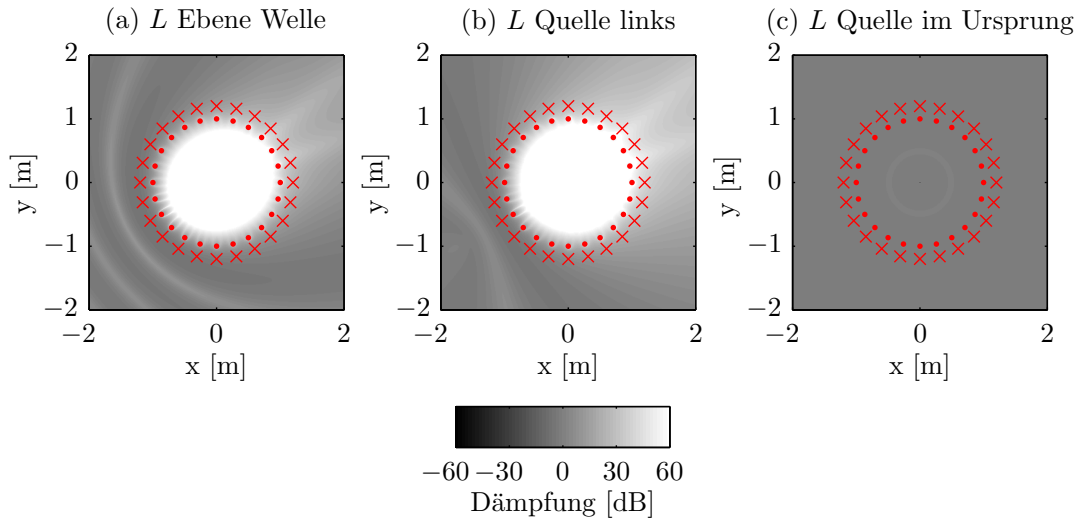 (a) L Ebene Welle
(b) L Quelle links
(c) L Quelle im Ursprung
2
1
0
−1
−2
y [m]
−2 0 2
x [m]
2
1
0
−1
−2
y [m]
−2 0 2
x [m]
2
1
0
−1
−2
y [m]
−2 0 2
x [m]
−60 −30 0 30 60
Dämpfung [dB]